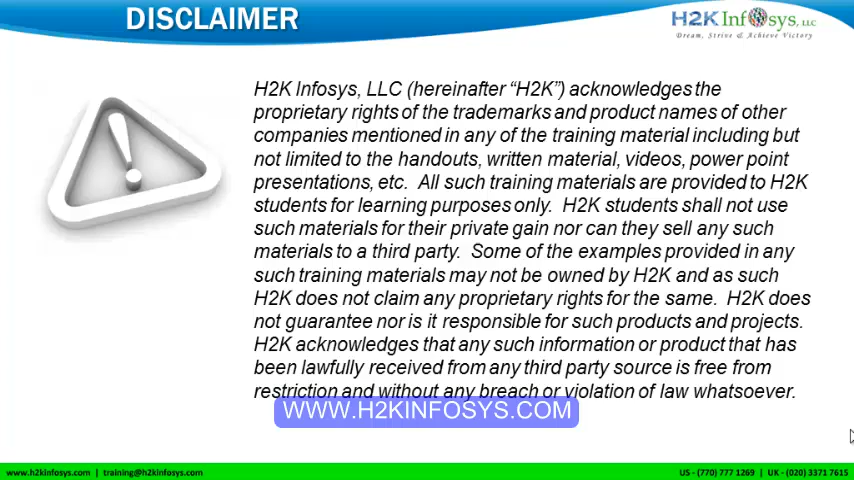 DISCLAIMER
H2K Infosys, LLC
Dream, Strive & Achieve Victory
H2K Infosys, LLC (hereinafter “H2K”) acknowledges the
proprietary rights of the trademarks and product names of other
companies mentioned in any of the training material including but
not limited to the handouts, written material, videos, power point
presentations, etc.  All such training materials are provided to H2K
students for learning purposes only.  H2K students shall not use
such materials for their private gain nor can they sell any such
materials to a third party.  Some of the examples provided in any
such training materials may not be owned by H2K and as such
H2K does not claim any proprietary rights for the same.  H2K does
not guarantee nor is it responsible for such products and projects.
H2K acknowledges that any such information or product that has
been lawfully received from any third party source is free from
restriction and without any breach or violation of law whatsoever.
WWW.H2KINFOSYS.COM
www.h2kinfosys.com | training@h2kinfosys.com
US - (770) 777 1269 | UK - (020) 3371 7615